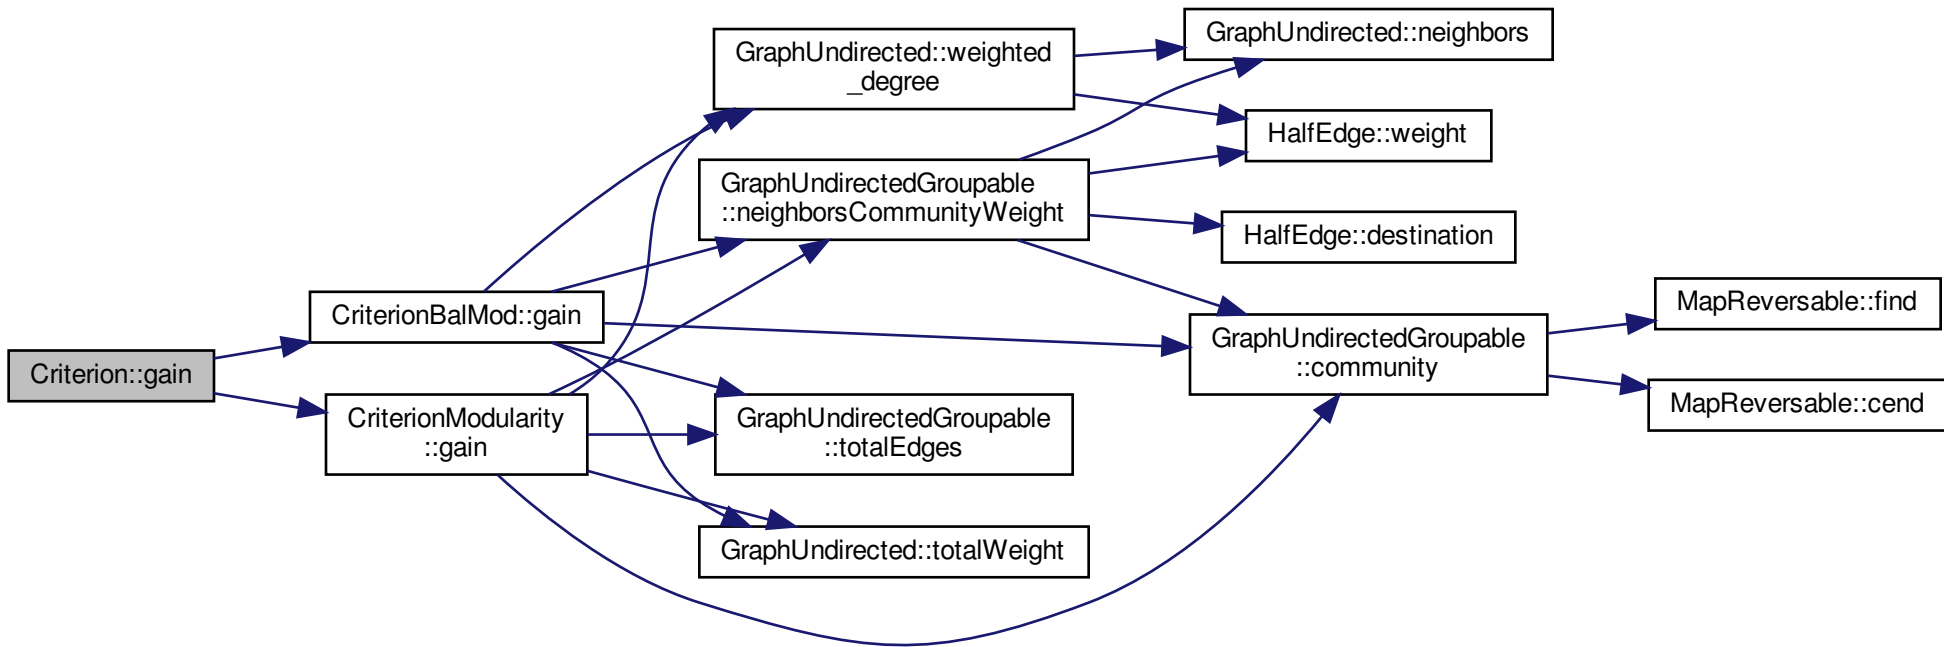 Criterion::gain
CriterionBalMod::gain
CriterionModularity
::gain
GraphUndirected::weighted
_degree
GraphUndirectedGroupable
::neighborsCommunityWeight
GraphUndirectedGroupable
::totalEdges
GraphUndirected::totalWeight
GraphUndirected::neighbors
HalfEdge::weight
HalfEdge::destination
GraphUndirectedGroupable
::community
MapReversable::find
MapReversable::cend